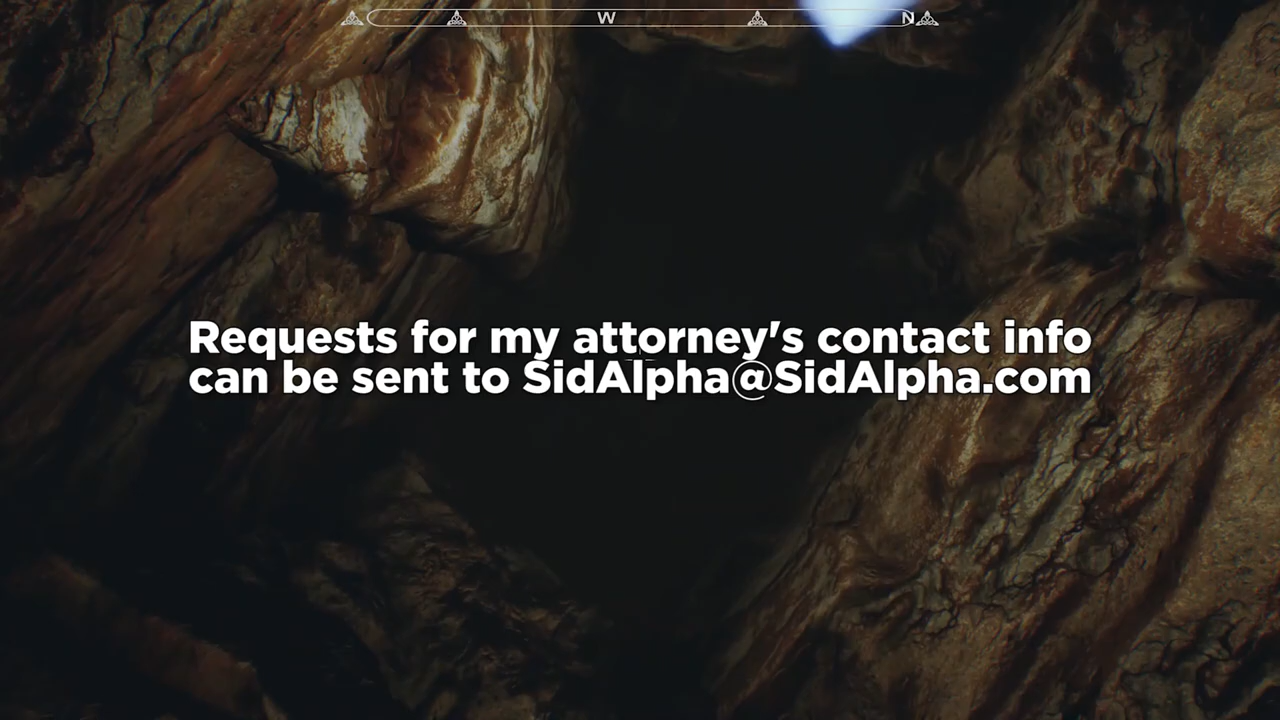 W N
Requests for my attorney's contact info
can be sent to SidAlpha@SidAlpha.com